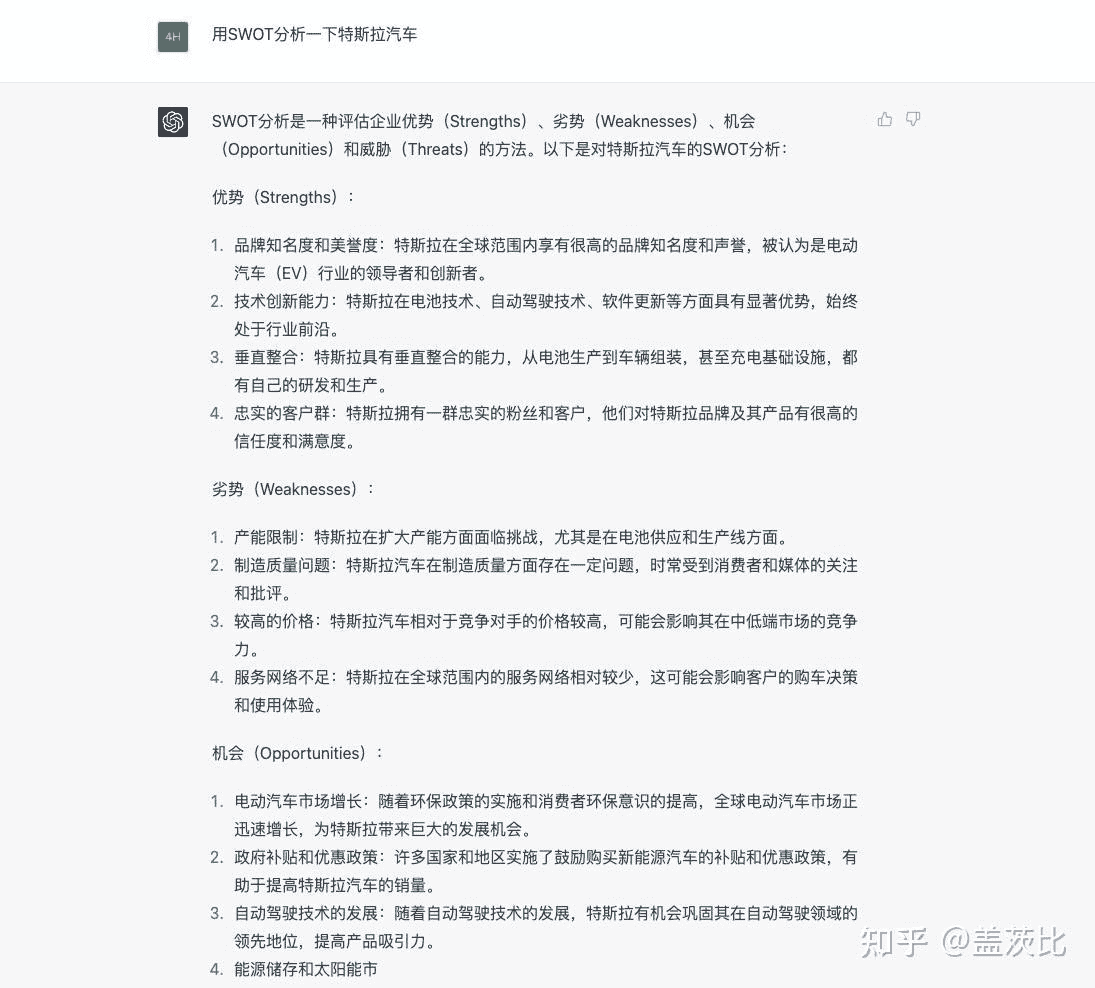 4H
用SWOT分析一下特斯拉汽车
SWOT分析是一种评估企业优势（Strengths）、劣势（Weaknesses）、机会
（Opportunities）和威胁（Threats）的方法。以下是对特斯拉汽车的SWOT分析：
优势（Strengths）：
1. 品牌知名度和美誉度：特斯拉在全球范围内享有很高的品牌知名度和声誉，被认为是电动
汽车（EV）行业的领导者和创新者。
2. 技术创新能力：特斯拉在电池技术、自动驾驶技术、软件更新等方面具有显著优势，始终
处于行业前沿。
3. 垂直整合：特斯拉具有垂直整合的能力，从电池生产到车辆组装，甚至充电基础设施，都
有自己的研发和生产。
4. 忠实的客户群：特斯拉拥有一群忠实的粉丝和客户，他们对特斯拉品牌及其产品有很高的
信任度和满意度。
劣势（Weaknesses）：
1. 产能限制：特斯拉在扩大产能方面面临挑战，尤其是在电池供应和生产线方面。
2. 制造质量问题：特斯拉汽车在制造质量方面存在一定问题，时常受到消费者和媒体的关注
和批评。
3. 较高的价格：特斯拉汽车相对于竞争对手的价格较高，可能会影响其在中低端市场的竞争
力。
4. 服务网络不足：特斯拉在全球范围内的服务网络相对较少，这可能会影响客户的购车决策
和使用体验。
机会（Opportunities）：
1. 电动汽车市场增长：随着环保政策的实施和消费者环保意识的提高，全球电动汽车市场正
迅速增长，为特斯拉带来巨大的发展机会。
2. 政府补贴和优惠政策：许多国家和地区实施了鼓励购买新能源汽车的补贴和优惠政策，有
助于提高特斯拉汽车的销量。
3. 自动驾驶技术的发展：随着自动驾驶技术的发展，特斯拉有机会巩固其在自动驾驶领域的
领先地位，提高产品吸引力。
4. 能源储存和太阳能市
知乎 @盖茨比